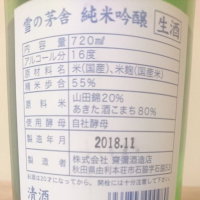 雪の茅舎 純米吟醸
生酒
内容量 720㎖
アルコール分 16度
原材料名 米(国産)、米麹(国産米)
精米歩合 55%
原料米 山田錦20%
あきた酒こまち80%
使用酵母 自社酵母
製造年月 2018.11
製造者 株式会社 齋彌酒造店
秋田県由利本荘市石脇字石脇53
清酒